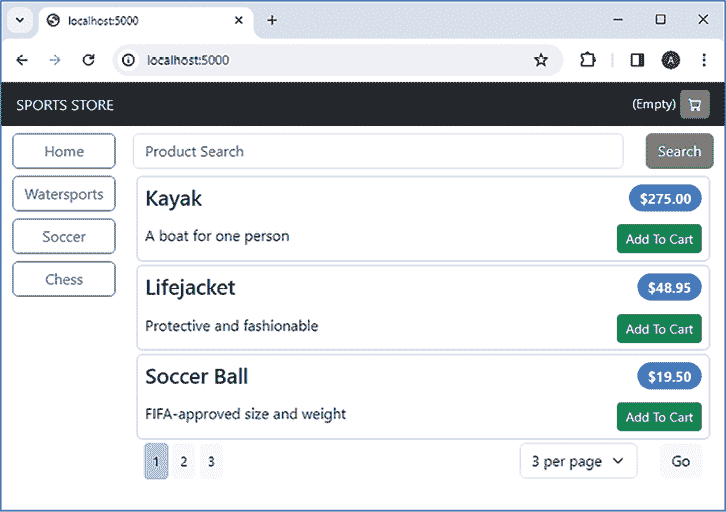 localhost:5000
localhost:5000
A
SPORTS STORE (Empty)
Home Product Search Search
Watersports
Soccer
Chess
Kayak $275.00
A boat for one person Add To Cart
Lifejacket $48.95
Protective and fashionable Add To Cart
Soccer Ball $19.50
FIFA-approved size and weight Add To Cart
1 2 3 3 per page Go